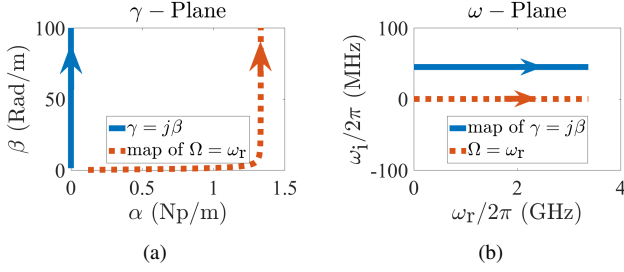 γ − Plane
100
50
0
β (Rad/m)
γ = jβ
map of Ω = ωr
0 0.5 1 1.5
α (Np/m)
(a)
ω − Plane
100
0
-100
ωi/2π (MHz)
map of γ = jβ
Ω = ωr
0 2 4
ωr/2π (GHz)
(b)